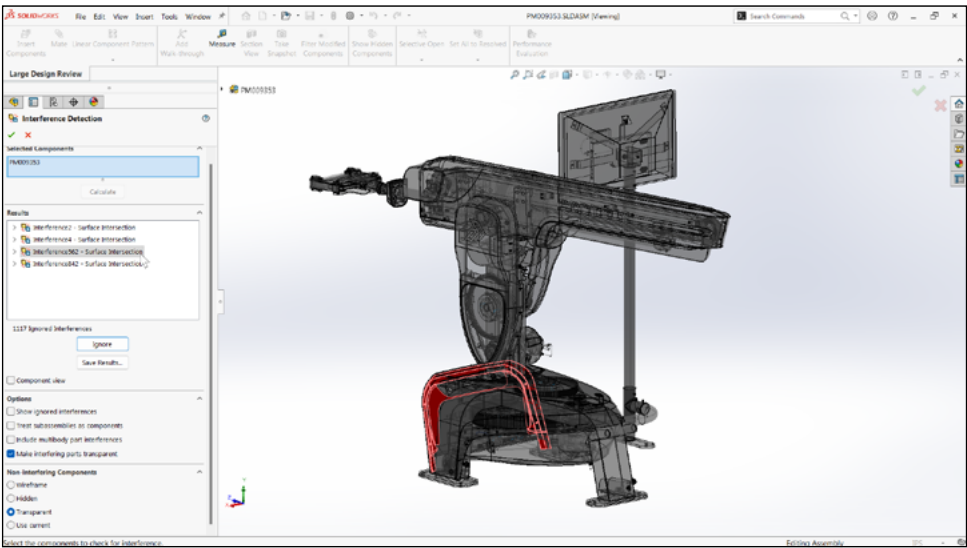 SOLIDWORKS File Edit View Insert Tools Window
PM009353.SLDASM [Viewing]
Search Commands
Insert Components
Mate
Linear Component Pattern
Add Walk-through
Measure
Section View
Take Snapshot
Filter Modified Components
Show Hidden Components
Selective Open
Set All to Resolved
Performance Evaluation
Large Design Review
PM009353
Interference Detection
Selected Components
PM009353
Calculate
Results
Interference2 - Surface Intersection
Interference4 - Surface Intersection
Interference562 - Surface Intersection
Interference842 - Surface Intersection
1117 Ignored Interferences
Ignore
Save Results...
Component view
Options
Show ignored interferences
Treat subassemblies as components
Include multibody part interferences
Make interfering parts transparent
Non-interfering Components
Wireframe
Hidden
Transparent
Use current
Select the components to check for interference.
Editing Assembly
IPS